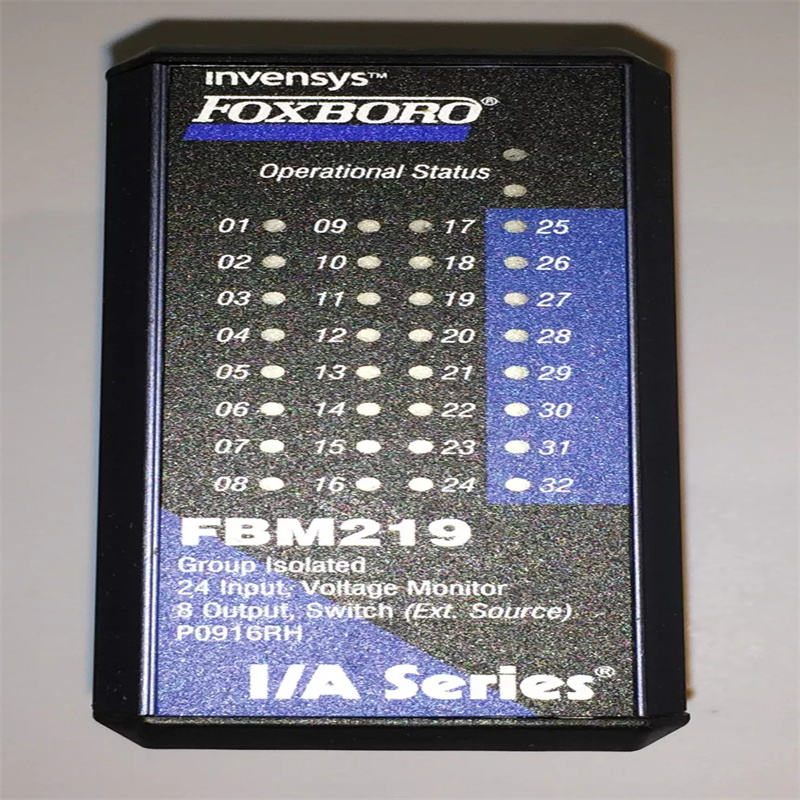 invensys™
FOXBORO®
Operational Status
01 09 17 25
02 10 18 26
03 11 19 27
04 12 20 28
05 13 21 29
06 14 22 30
07 15 23 31
08 16 24 32
FBM219
Group Isolated
24 Input, Voltage Monitor
8 Output, Switch (Ext. Source)
P0916RH
I/A Series®